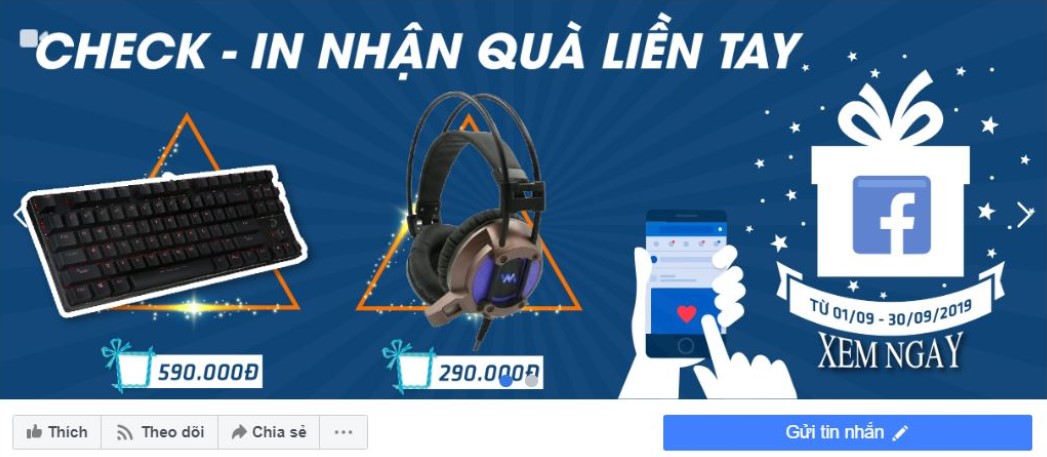 CHECK - IN NHẬN QUÀ LIỀN TAY
590.000Đ
290.000Đ
TỪ 01/09 - 30/09/2019
XEM NGAY
Thích
Theo dõi
Chia sẻ
Gửi tin nhắn